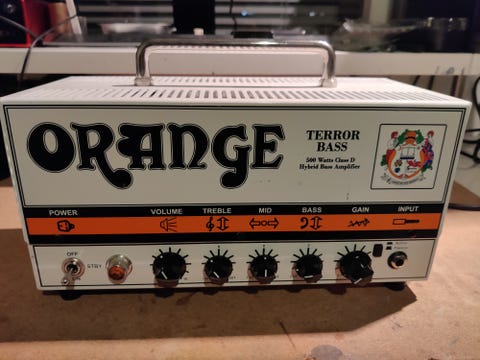 ORANGE
TERROR
BASS
500 Watts Class D
Hybrid Bass Amplifier
POWER VOLUME TREBLE MID BASS GAIN INPUT
OFF
STBY